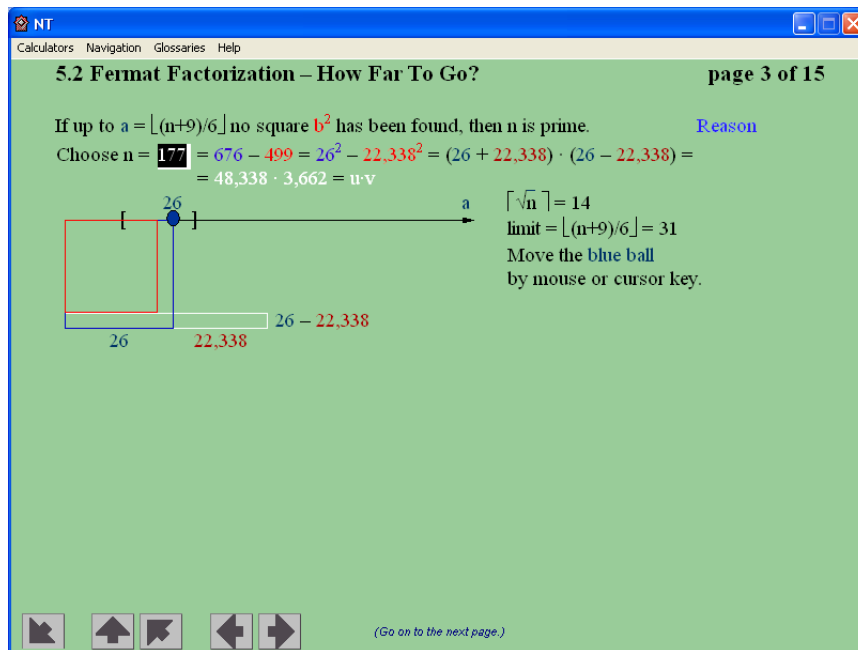 NT
Calculators Navigation Glossaries Help
5.2 Fermat Factorization – How Far To Go? page 3 of 15
If up to a = ⌊(n+9)/6⌋ no square b² has been found, then n is prime. Reason
Choose n = 177 = 676 – 499 = 26² – 22,338² = (26 + 22,338) · (26 – 22,338) =
= 48,338 · 3,662 = u·v
26 a
[ ]
⌈√n⌉ = 14
limit = ⌊(n+9)/6⌋ = 31
Move the blue ball
by mouse or cursor key.
26 – 22,338
26 22,338
(Go on to the next page.)